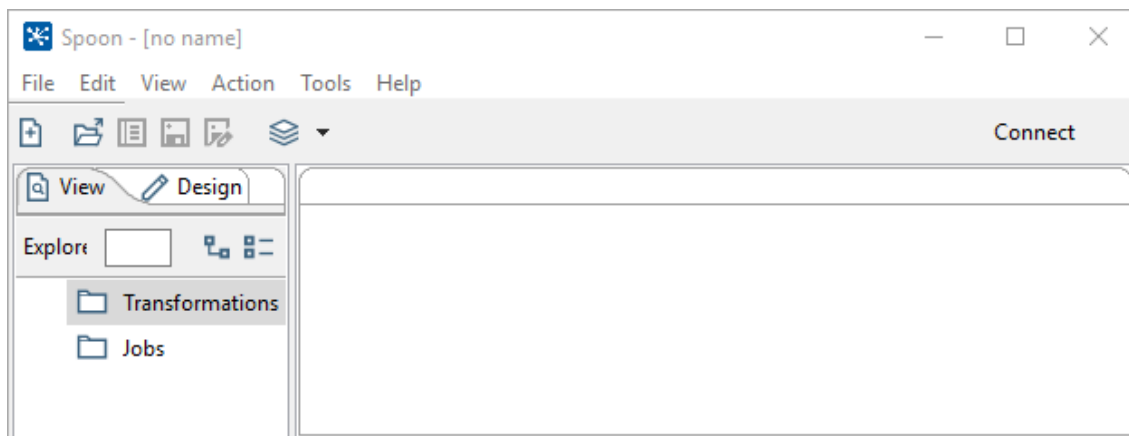 Spoon - [no name]
File Edit View Action Tools Help
Connect
View Design
Explore
Transformations
Jobs